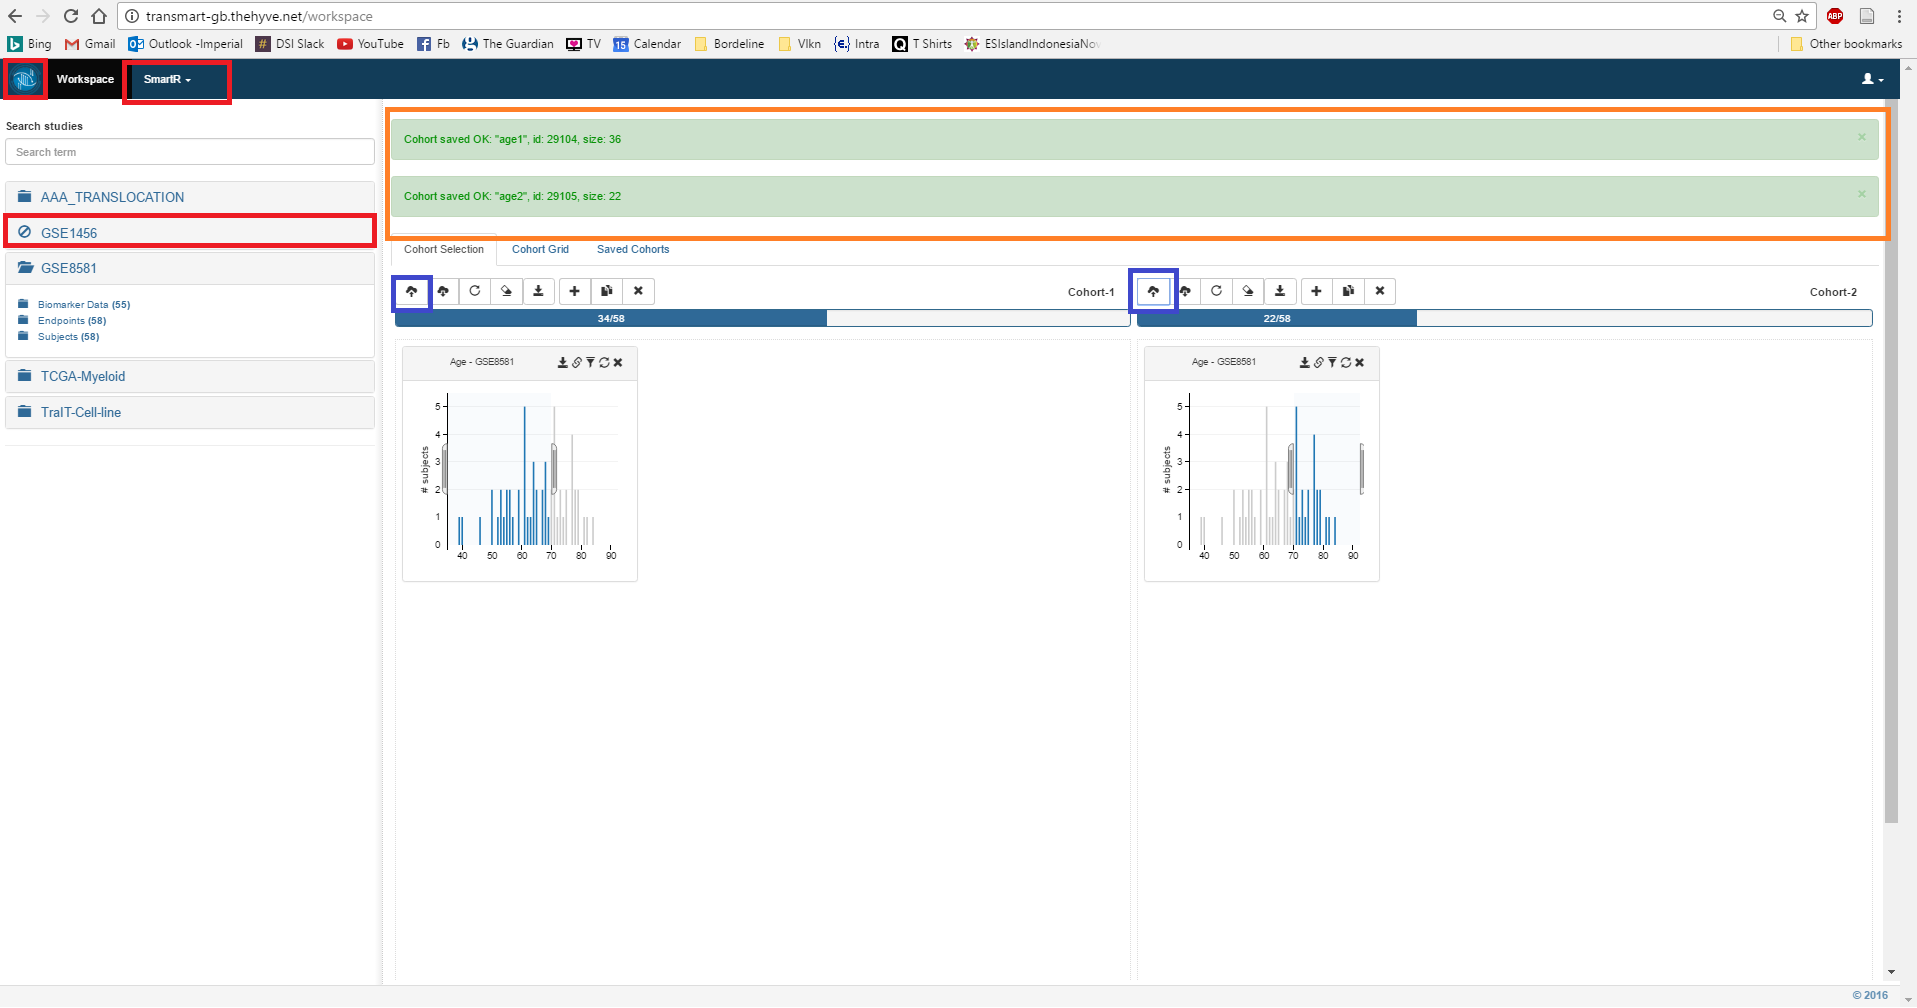 transmart-gb.thehyve.net/workspace
ABP
Bing Gmail Outlook -Imperial DSI Slack YouTube Fb The Guardian TV 15 Calendar Bordeline VIkn Intra T Shirts ESIslandIndonesiaNov Other bookmarks
Workspace SmartR
Search studies
Search term
AAA_TRANSLOCATION
GSE1456
GSE8581
Biomarker Data (55)
Endpoints (58)
Subjects (58)
TCGA-Myeloid
TraIT-Cell-line
Cohort saved OK: "age1", id: 29104, size: 36
Cohort saved OK: "age2", id: 29105, size: 22
Cohort Selection Cohort Grid Saved Cohorts
Cohort-1
34/58
Age - GSE8581
# subjects
5
4
3
2
1
0
40 50 60 70 80 90
Cohort-2
22/58
Age - GSE8581
# subjects
5
4
3
2
1
0
40 50 60 70 80 90
© 2016